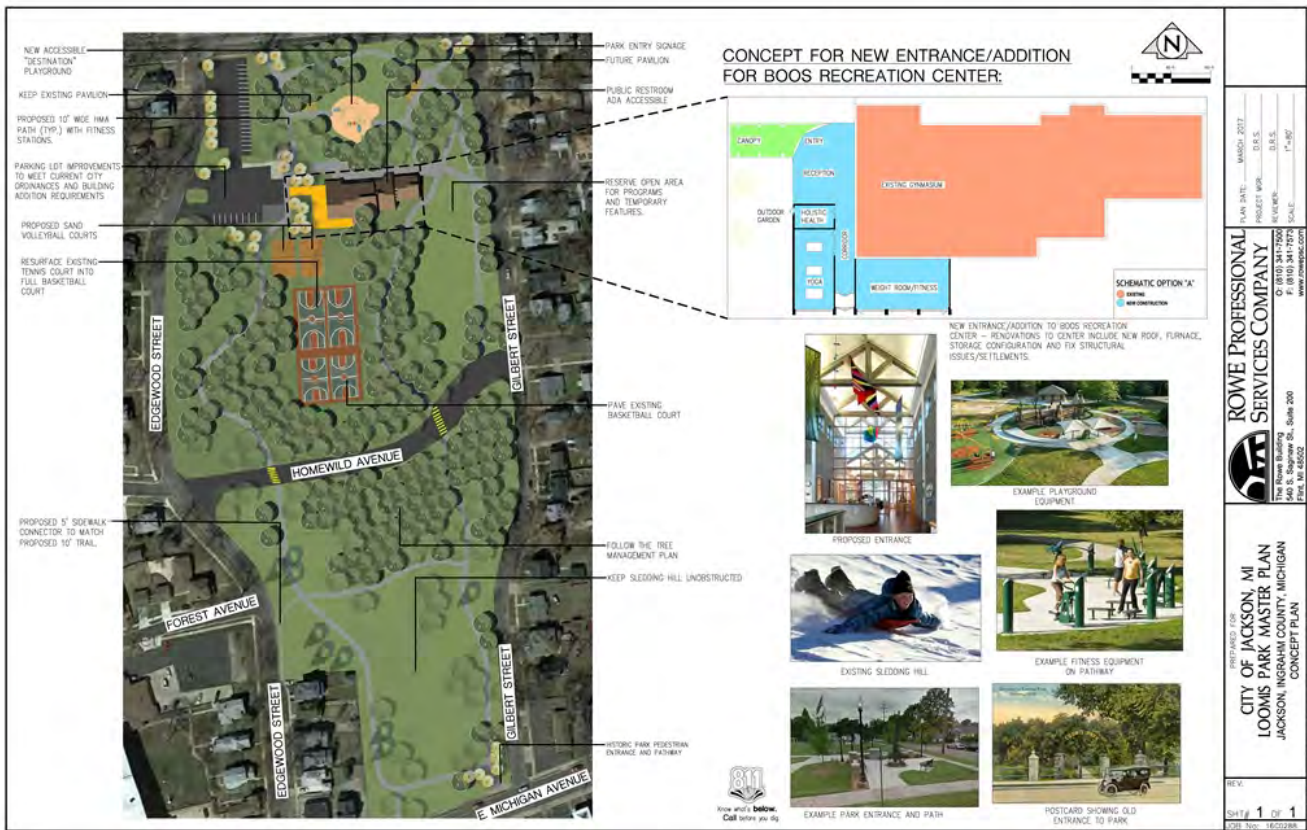 NEW ACCESSIBLE
"DESTINATION"
PLAYGROUND
KEEP EXISTING PAVILION
PROPOSED 10' WIDE HMA
PATH (TYP.) WITH FITNESS
STATIONS.
PARKING LOT IMPROVEMENTS
TO MEET CURRENT CITY
ORDINANCES AND BUILDING
ADDITION REQUIREMENTS
PROPOSED SAND
VOLLEYBALL COURTS
RESURFACE EXISTING
TENNIS COURT INTO
FULL BASKETBALL
COURT
PROPOSED 5' SIDEWALK
CONNECTOR TO MATCH
PROPOSED 10' TRAIL.
EDGEWOOD STREET
GILBERT STREET
HOMEWILD AVENUE
FOREST AVENUE
EDGEWOOD STREET
GILBERT STREET
E. MICHIGAN AVENUE
PARK ENTRY SIGNAGE
FUTURE PAVILION
PUBLIC RESTROOM
ADA ACCESSIBLE
RESERVE OPEN AREA
FOR PROGRAMS
AND TEMPORARY
FEATURES.
PAVE EXISTING
BASKETBALL COURT
FOLLOW THE TREE
MANAGEMENT PLAN
KEEP SLEDDING HILL UNOBSTRUCTED
HISTORIC PARK PEDESTRIAN
ENTRANCE AND PATHWAY
CONCEPT FOR NEW ENTRANCE/ADDITION
FOR BOOS RECREATION CENTER:
N
CANOPY
ENTRY
RECEPTION
EXISTING GYMNASIUM
OUTDOOR
GARDEN
HOLISTIC
HEALTH
CORRIDOR
YOGA
WEIGHT ROOM/FITNESS
SCHEMATIC OPTION "A"
EXISTING
NEW CONSTRUCTION
NEW ENTRANCE/ADDITION TO BOOS RECREATION
CENTER – RENOVATIONS TO CENTER INCLUDE NEW ROOF, FURNACE,
STORAGE CONFIGURATION AND FIX STRUCTURAL
ISSUES/SETTLEMENTS.
PROPOSED ENTRANCE
EXAMPLE PLAYGROUND
EQUIPMENT
EXISTING SLEDDING HILL
EXAMPLE FITNESS EQUIPMENT
ON PATHWAY
EXAMPLE PARK ENTRANCE AND PATH
POSTCARD SHOWING OLD
ENTRANCE TO PARK
811
Know what's below.
Call before you dig.
PLAN DATE: MARCH 2017
PROJECT MGR: D.R.S.
REVIEWER: D.R.S.
SCALE: 1"=80'
ROWE PROFESSIONAL
SERVICES COMPANY
The Rowe Building
540 S. Saginaw St., Suite 200
Flint, MI 48502
O: (810) 341-7500
F: (810) 341-7573
www.rowepsc.com
PREPARED FOR
CITY OF JACKSON, MI
LOOMIS PARK MASTER PLAN
JACKSON, INGRAHM COUNTY, MICHIGAN
CONCEPT PLAN
REV:
SHT# 1 OF 1
JOB No: 16C0288